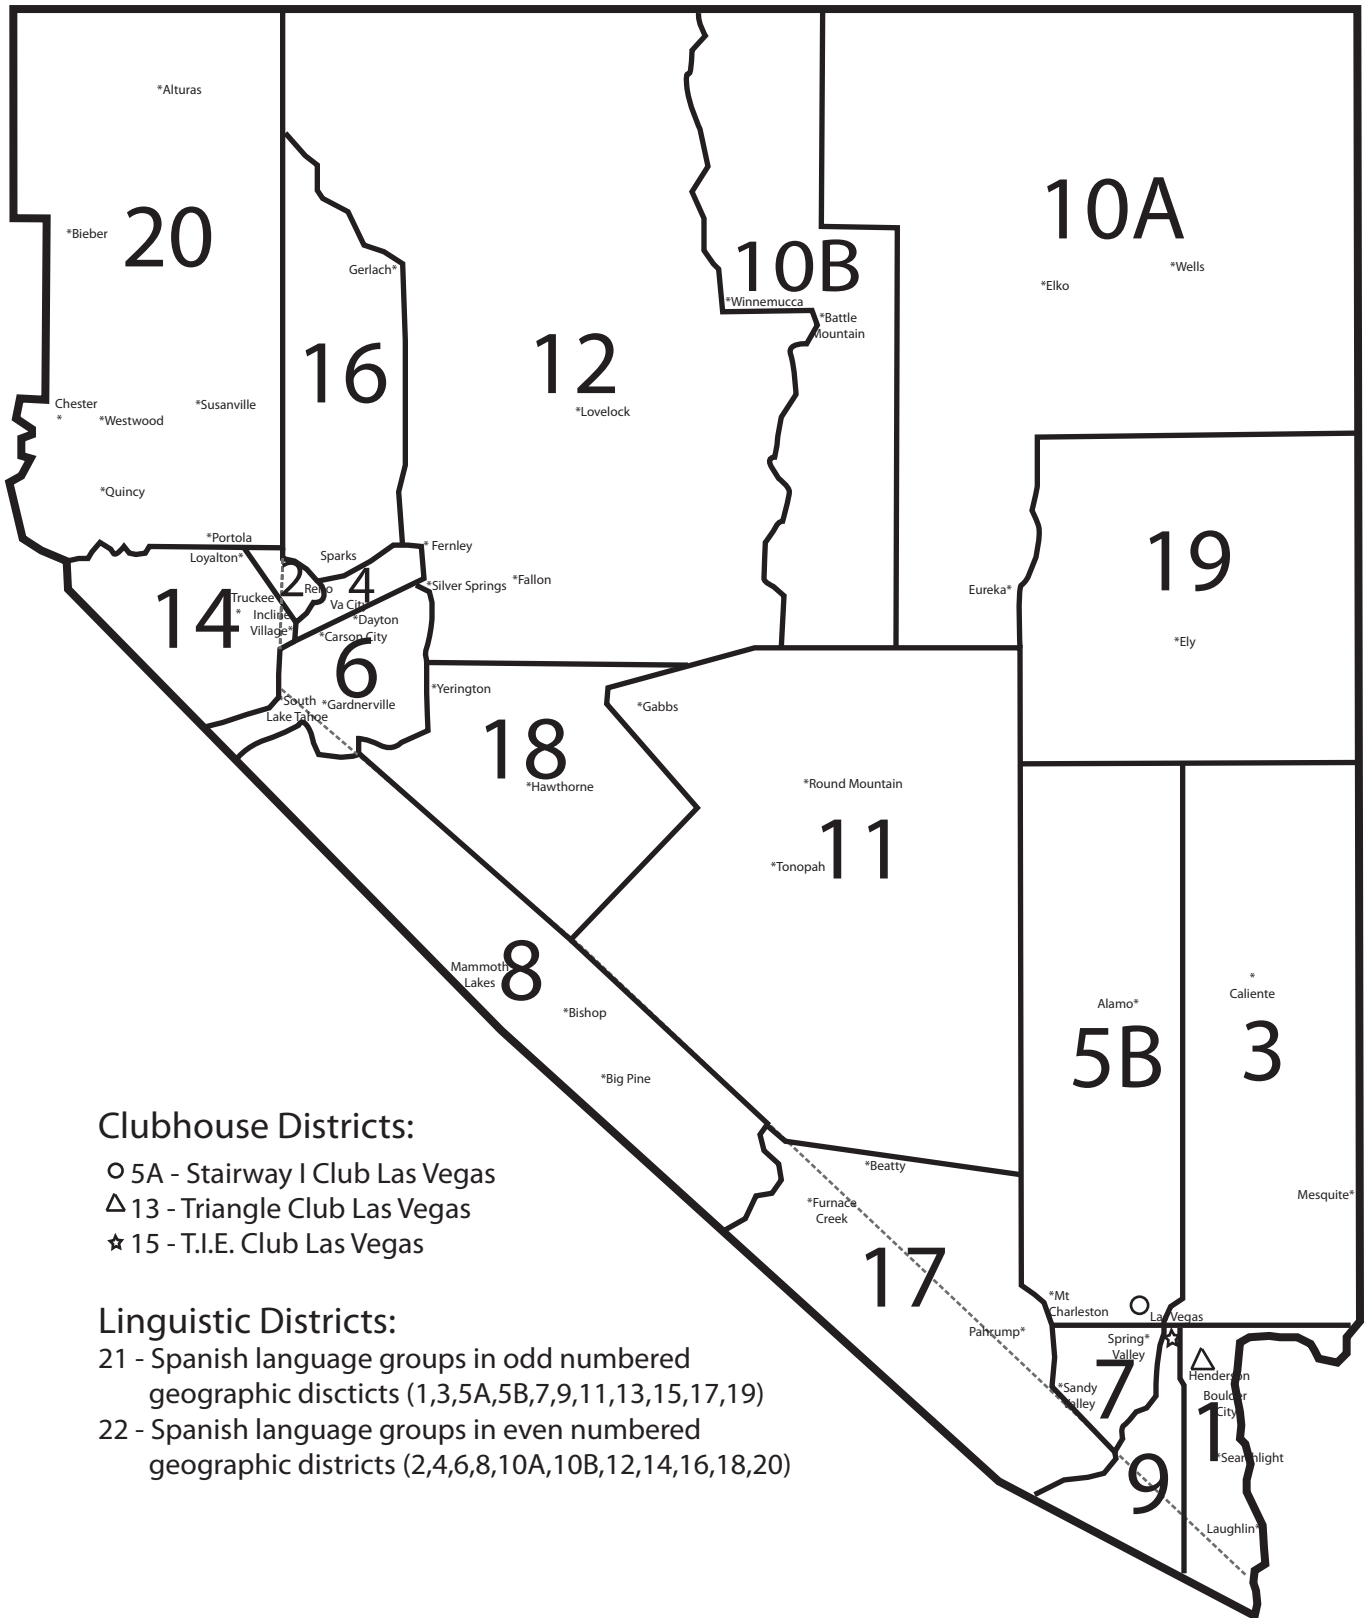 *Alturas
20
*Bieber
Chester
*
*Westwood
*Susanville
*Quincy
*Portola
Loyalton*
Gerlach*
16
12
*Lovelock
10B
*Winnemucca
*Battle
Mountain
10A
*Wells
*Elko
19
Eureka*
*Ely
Sparks
* Fernley
2
Reno
4
Va City
*Silver Springs
*Fallon
14
Truckee
*
Incline
Village*
*Dayton
*Carson City
6
*South
Lake Tahoe
*Gardnerville
*Yerington
18
*Hawthorne
*Gabbs
*Round Mountain
11
*Tonopah
8
Mammoth*
Lakes
*Bishop
*Big Pine
Alamo*
5B
*
Caliente
3
Mesquite*
*Beatty
*Furnace
Creek
17
Pahrump*
*Mt
Charleston
Las Vegas
Spring*
Valley
7
*Sandy
Valley
Henderson
Boulder
City
1
*Searchlight
9
Laughlin*
Clubhouse Districts:
5A - Stairway I Club Las Vegas
13 - Triangle Club Las Vegas
15 - T.I.E. Club Las Vegas
Linguistic Districts:
21 - Spanish language groups in odd numbered
geographic discticts (1,3,5A,5B,7,9,11,13,15,17,19)
22 - Spanish language groups in even numbered
geographic districts (2,4,6,8,10A,10B,12,14,16,18,20)